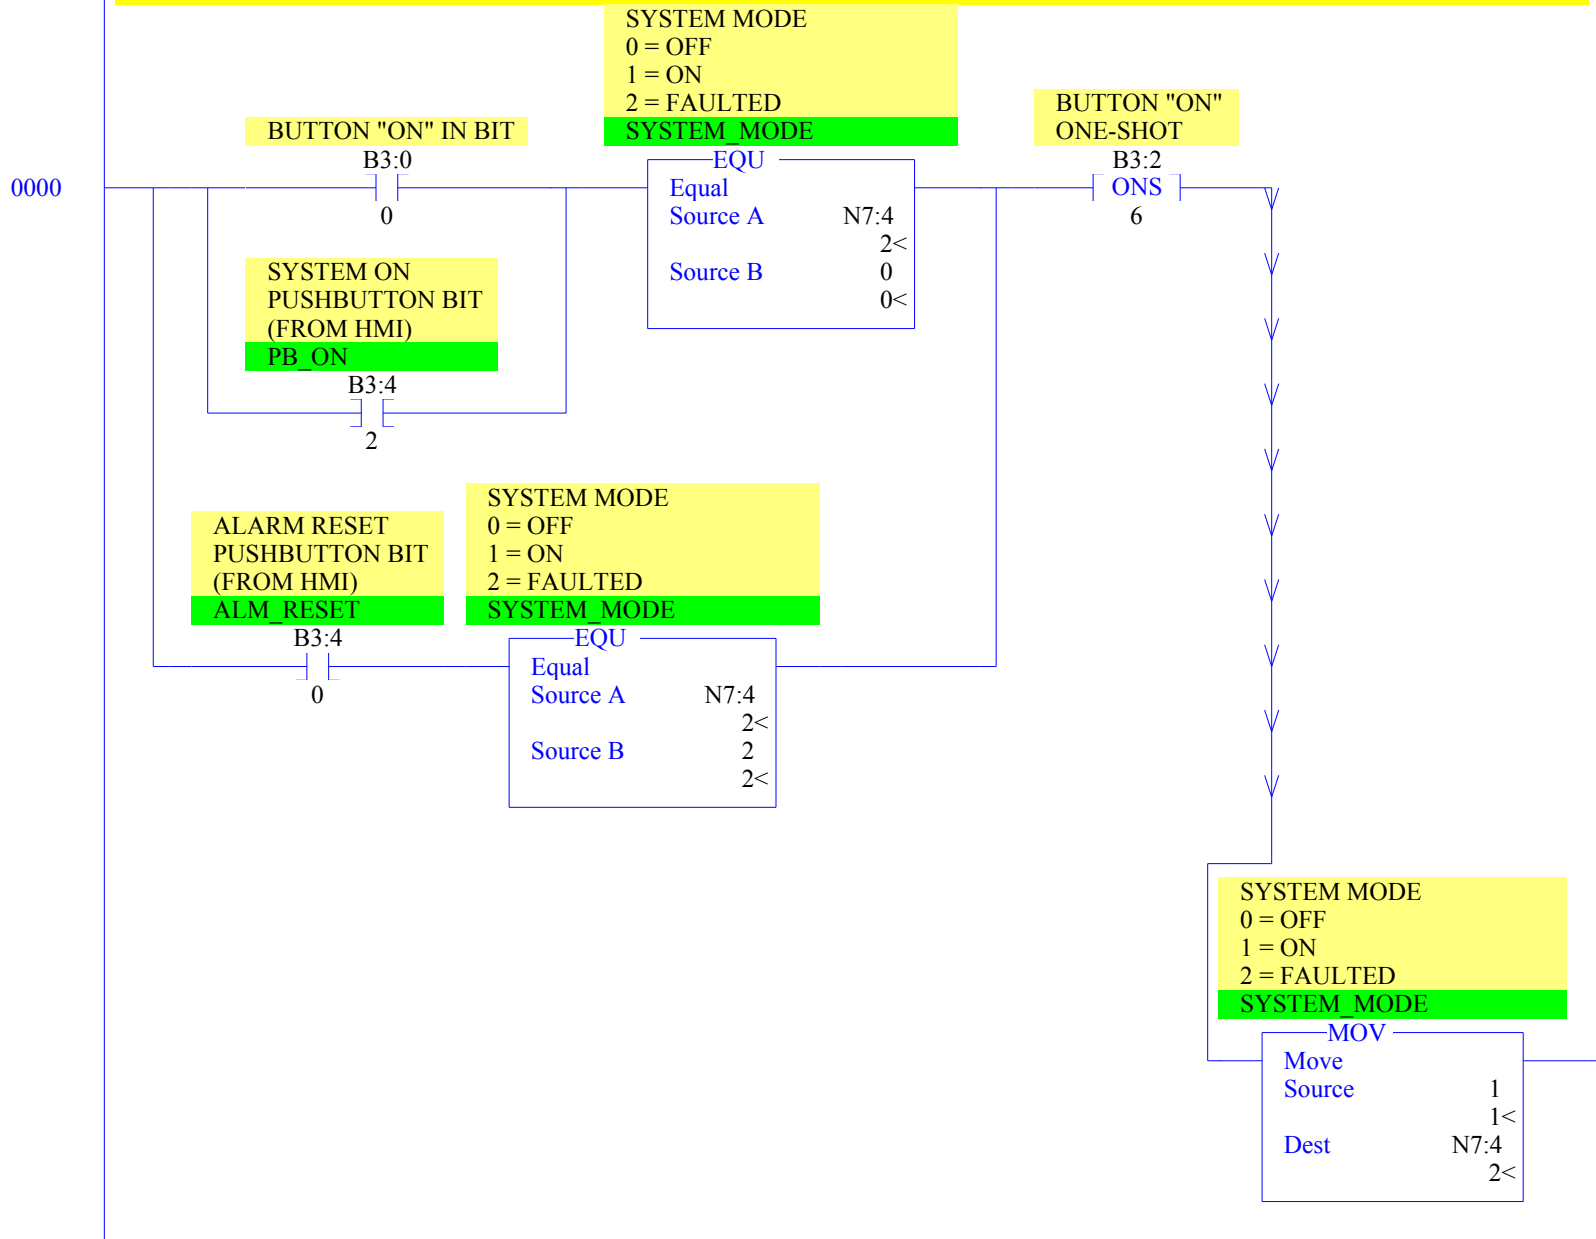 SYSTEM MODE
0 = OFF
1 = ON
2 = FAULTED
SYSTEM_MODE
BUTTON "ON"
ONE-SHOT
BUTTON "ON" IN BIT
B3:0
EQU
B3:2
0000
Equal
ONS
0
Source A N7:4
6
2<
Source B 0
0<
SYSTEM ON
PUSHBUTTON BIT
(FROM HMI)
PB_ON
B3:4
2
SYSTEM MODE
0 = OFF
1 = ON
2 = FAULTED
SYSTEM_MODE
ALARM RESET
PUSHBUTTON BIT
(FROM HMI)
ALM_RESET
B3:4
0
EQU
Equal
Source A N7:4
2<
Source B 2
2<
SYSTEM MODE
0 = OFF
1 = ON
2 = FAULTED
SYSTEM_MODE
MOV
Move
Source 1
1<
Dest N7:4
2<